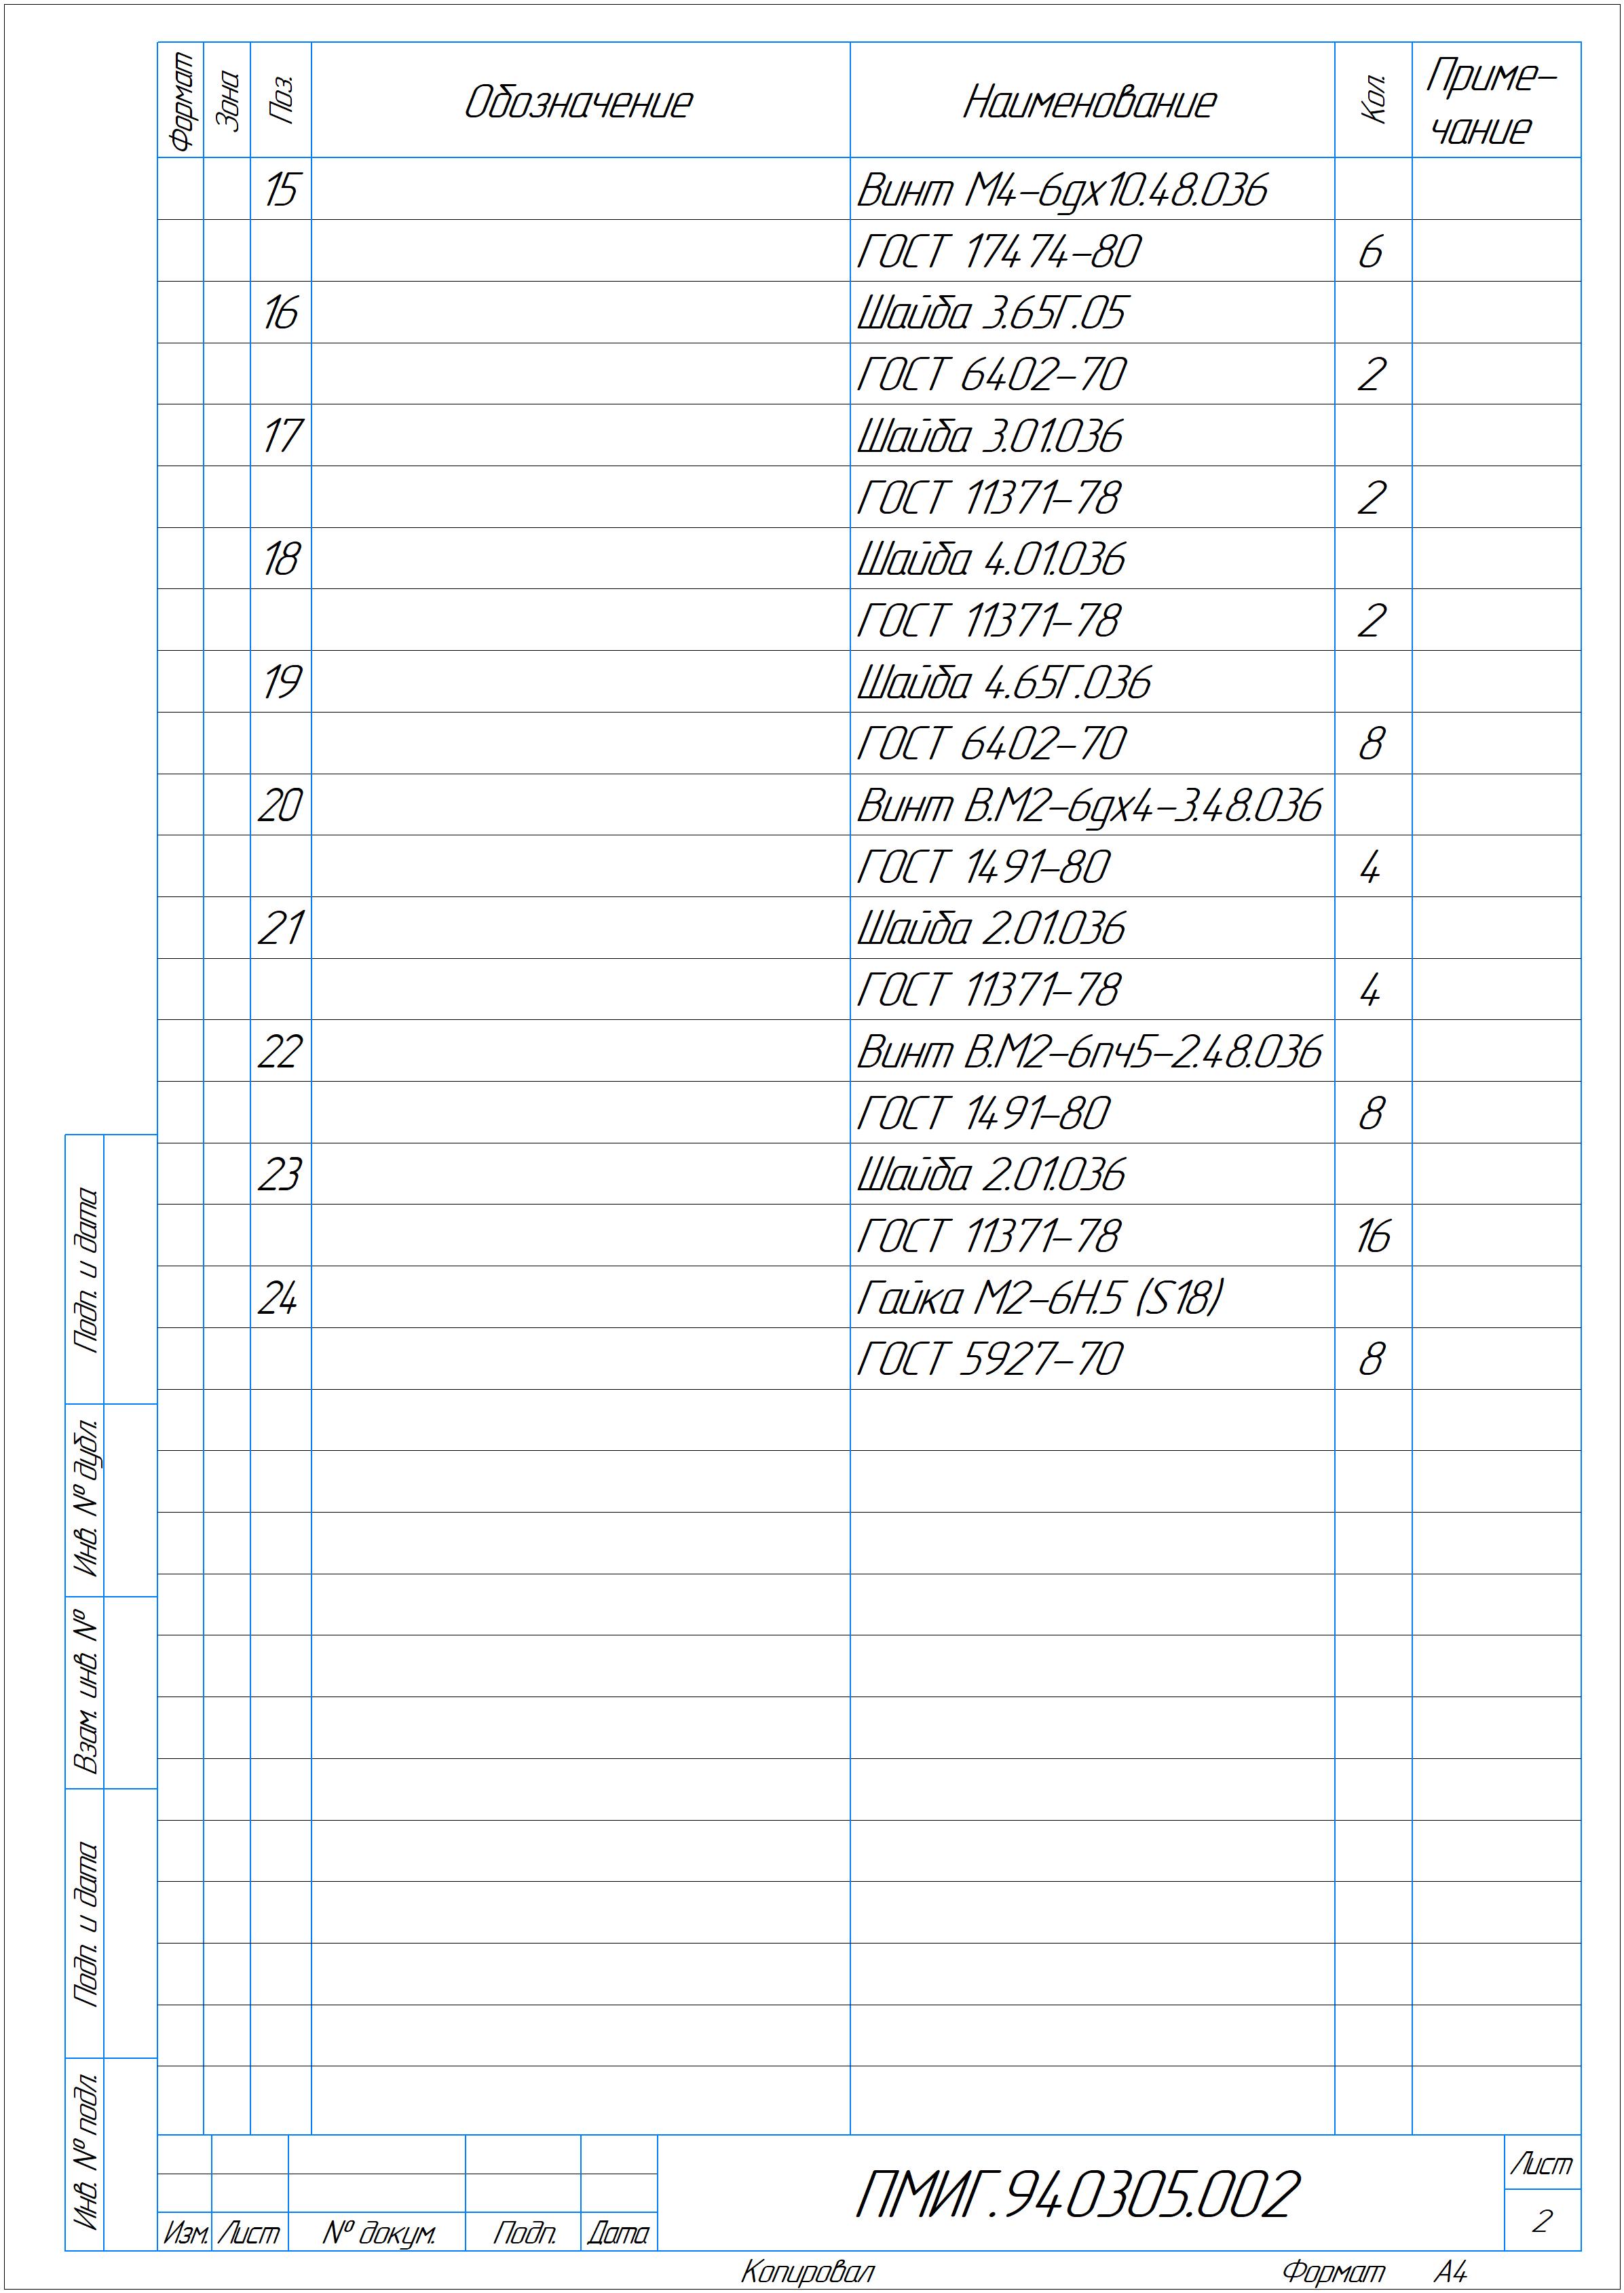 Формат Зона Поз. Обозначение Наименование Кол. Приме-
чание
15 Винт М4-6gх10.48.036
ГОСТ 17474-80 6
16 Шайба 3.65Г.05
ГОСТ 6402-70 2
17 Шайба 3.01.036
ГОСТ 11371-78 2
18 Шайба 4.01.036
ГОСТ 11371-78 2
19 Шайба 4.65Г.036
ГОСТ 6402-70 8
20 Винт В.М2-6gх4-3.48.036
ГОСТ 1491-80 4
21 Шайба 2.01.036
ГОСТ 11371-78 4
22 Винт В.М2-6пч5-2.48.036
ГОСТ 1491-80 8
23 Шайба 2.01.036
ГОСТ 11371-78 16
24 Гайка М2-6Н.5 (S18)
ГОСТ 5927-70 8
Подп. и дата
Инв. № дубл.
Взам. инв. №
Подп. и дата
Инв. № подл.
ПМИГ.940305.002
Лист
2
Изм. Лист № докум. Подп. Дата
Копировал Формат А4